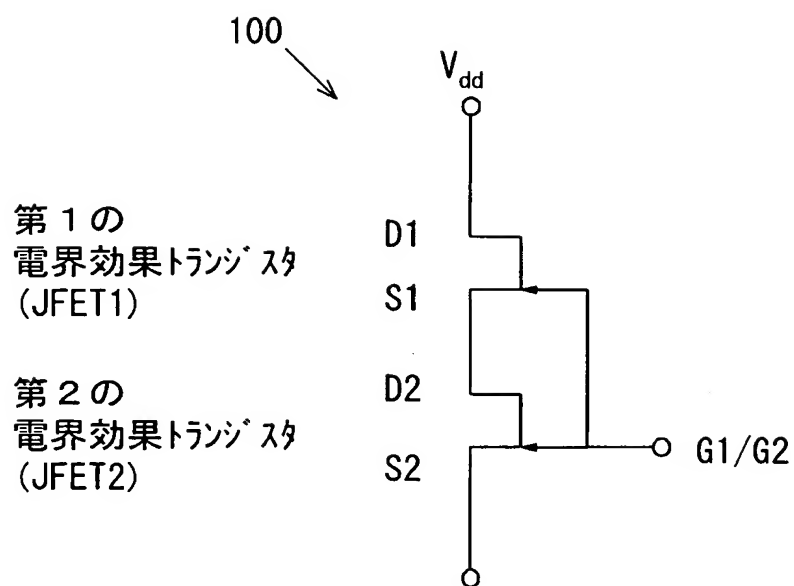 100
Vdd
第１の
電界効果ﾄﾗﾝｼﾞｽﾀ
(JFET1)
D1
S1
第２の
電界効果ﾄﾗﾝｼﾞｽﾀ
(JFET2)
D2
S2
G1/G2